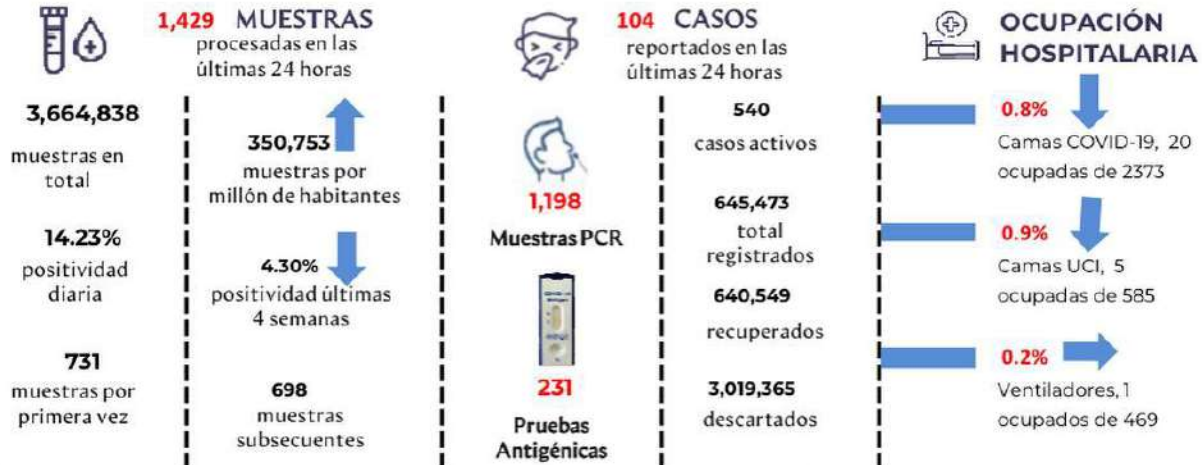 1,429 MUESTRAS
procesadas en las
últimas 24 horas
3,664,838
muestras en
total
14.23%
positividad
diaria
731
muestras por
primera vez
350,753
muestras por
millón de habitantes
4.30%
positividad últimas
4 semanas
698
muestras
subsecuentes
104 CASOS
reportados en las
últimas 24 horas
1,198
Muestras PCR
231
Pruebas
Antigénicas
540
casos activos
645,473
total
registrados
640,549
recuperados
3,019,365
descartados
OCUPACIÓN
HOSPITALARIA
0.8%
Camas COVID-19, 20
ocupadas de 2373
0.9%
Camas UCI, 5
ocupadas de 585
0.2%
Ventiladores, 1
ocupados de 469